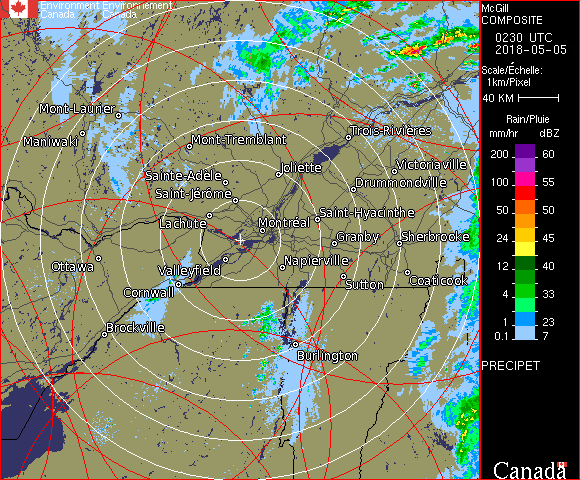 Environment Environnement
Canada Canada
McGill
COMPOSITE
0230 UTC
2018-05-05
Scale/Échelle:
1km/Pixel
40 KM
Rain/Pluie
mm/hr dBZ
200 60
100 55
50 50
24 45
12 40
4 33
2 28
1 23
0.1 7
PRECIPET
Canada
Mont-Laurier
Maniwaki
Mont-Tremblant
Trois-Rivières
Joliette
Victoriaville
Sainte-Adèle
Drummondville
Saint-Jérôme
Lachute
Saint-Hyacinthe
Montréal
Granby
Sherbrooke
Ottawa
Valleyfield
Napierville
Sutton
Coaticook
Cornwall
Brockville
Burlington